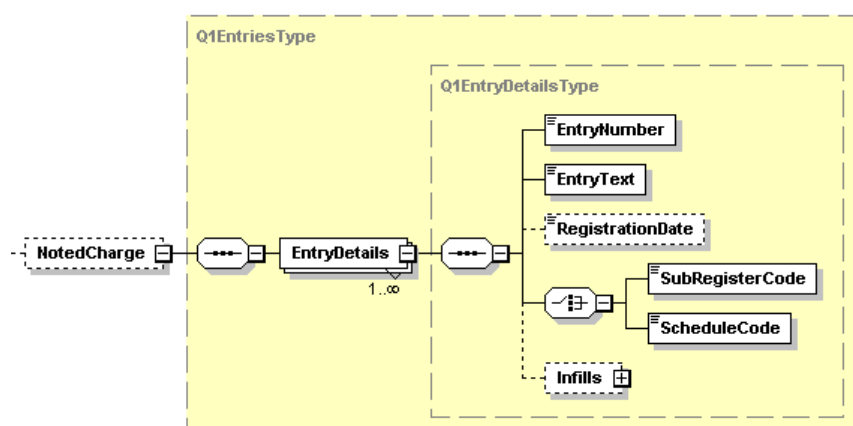 Q1EntriesType
Q1EntryDetailsType
EntryNumber
EntryText
RegistrationDate
NotedCharge
EntryDetails
1..∞
SubRegisterCode
ScheduleCode
Infills